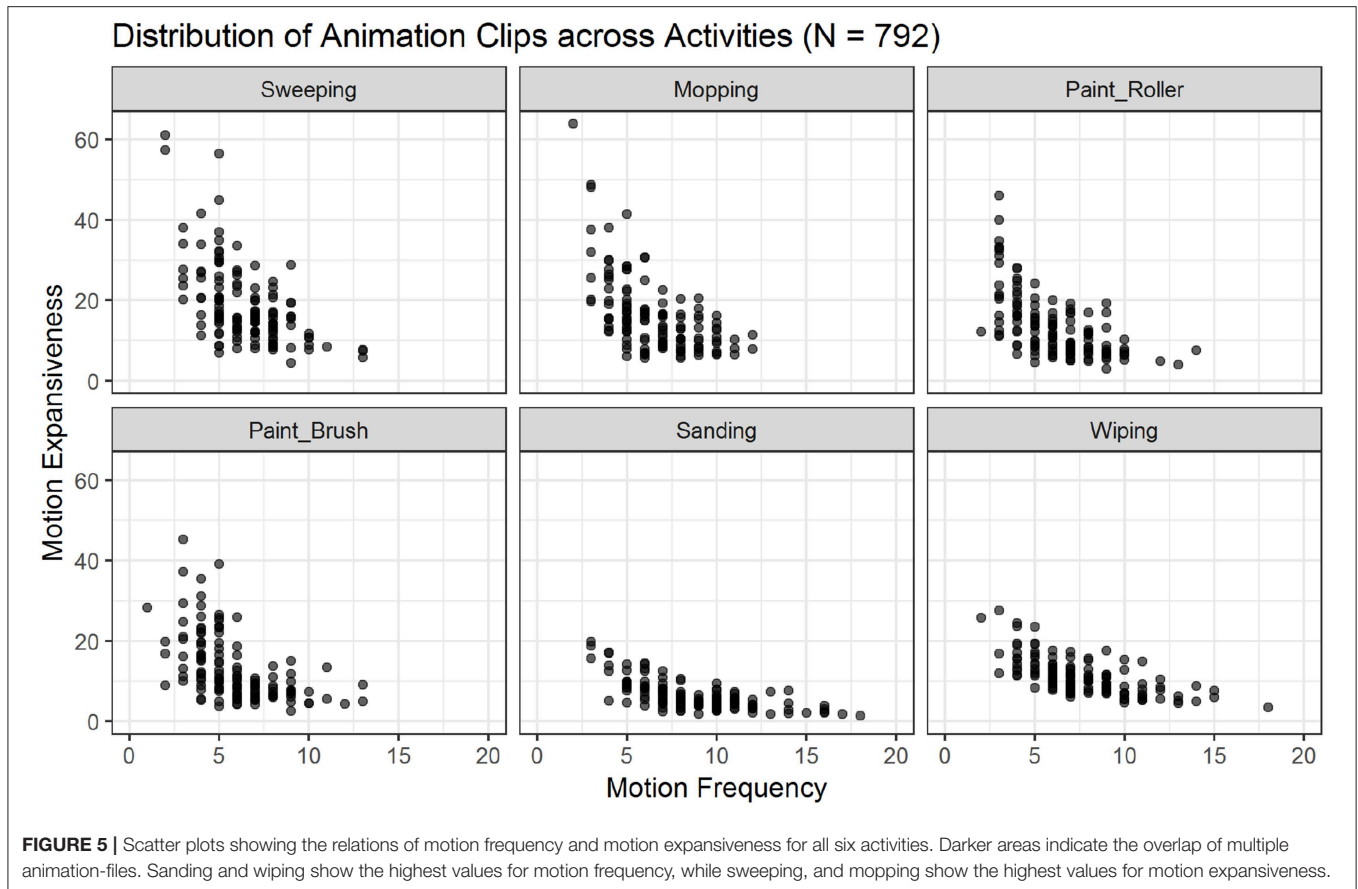 Distribution of Animation Clips across Activities (N = 792)
Sweeping
Mopping
Paint_Roller
60
40
20
0
Motion Expansiveness
Paint_Brush
Sanding
Wiping
60
40
20
0
0 5 10 15 20
0 5 10 15 20
0 5 10 15 20
Motion Frequency
FIGURE 5 | Scatter plots showing the relations of motion frequency and motion expansiveness for all six activities. Darker areas indicate the overlap of multiple
animation-files. Sanding and wiping show the highest values for motion frequency, while sweeping, and mopping show the highest values for motion expansiveness.